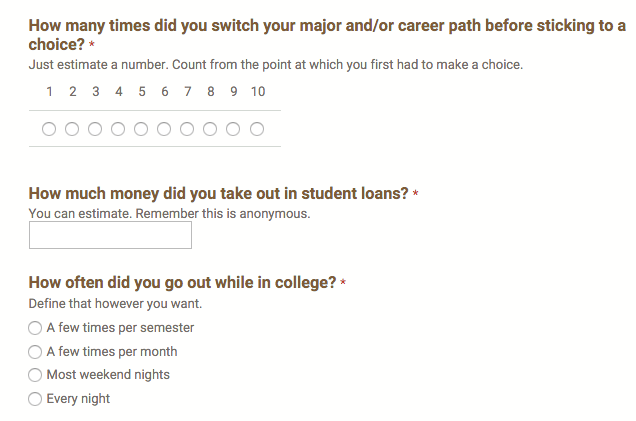 How many times did you switch your major and/or career path before sticking to a
choice? *
Just estimate a number. Count from the point at which you first had to make a choice.
1 2 3 4 5 6 7 8 9 10
How much money did you take out in student loans? *
You can estimate. Remember this is anonymous.
How often did you go out while in college? *
Define that however you want.
A few times per semester
A few times per month
Most weekend nights
Every night